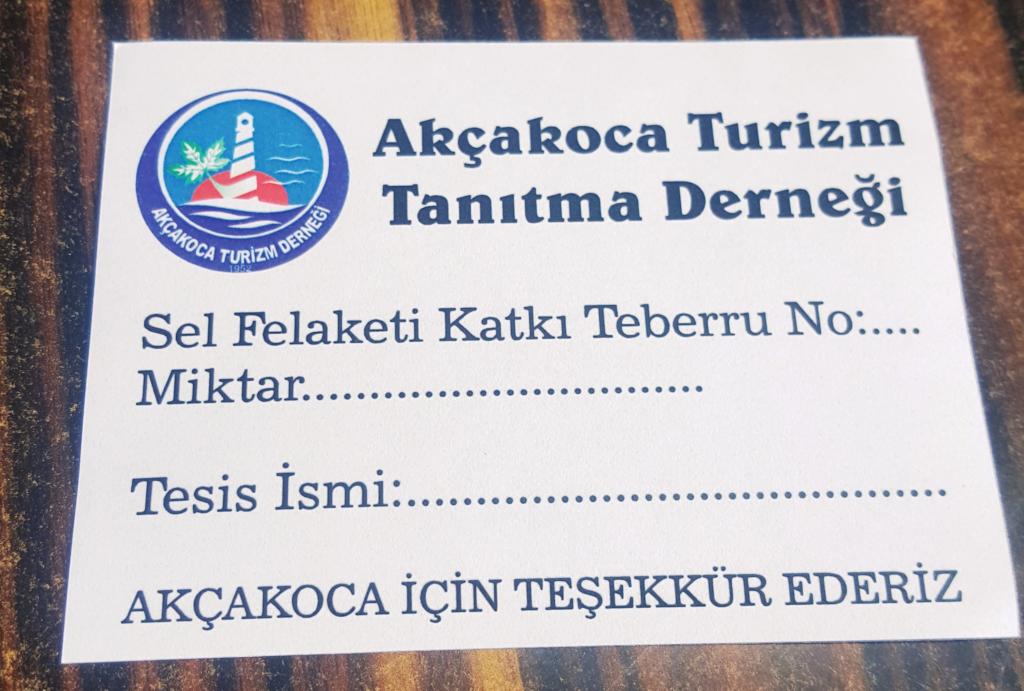 Akçakoca Turizm
Tanıtma Derneği
AKÇAKOCA TURİZM DERNEĞİ
1952
Sel Felaketi Katkı Teberru No:....
Miktar..............................
Tesis İsmi:........................................
AKÇAKOCA İÇİN TEŞEKKÜR EDERİZ